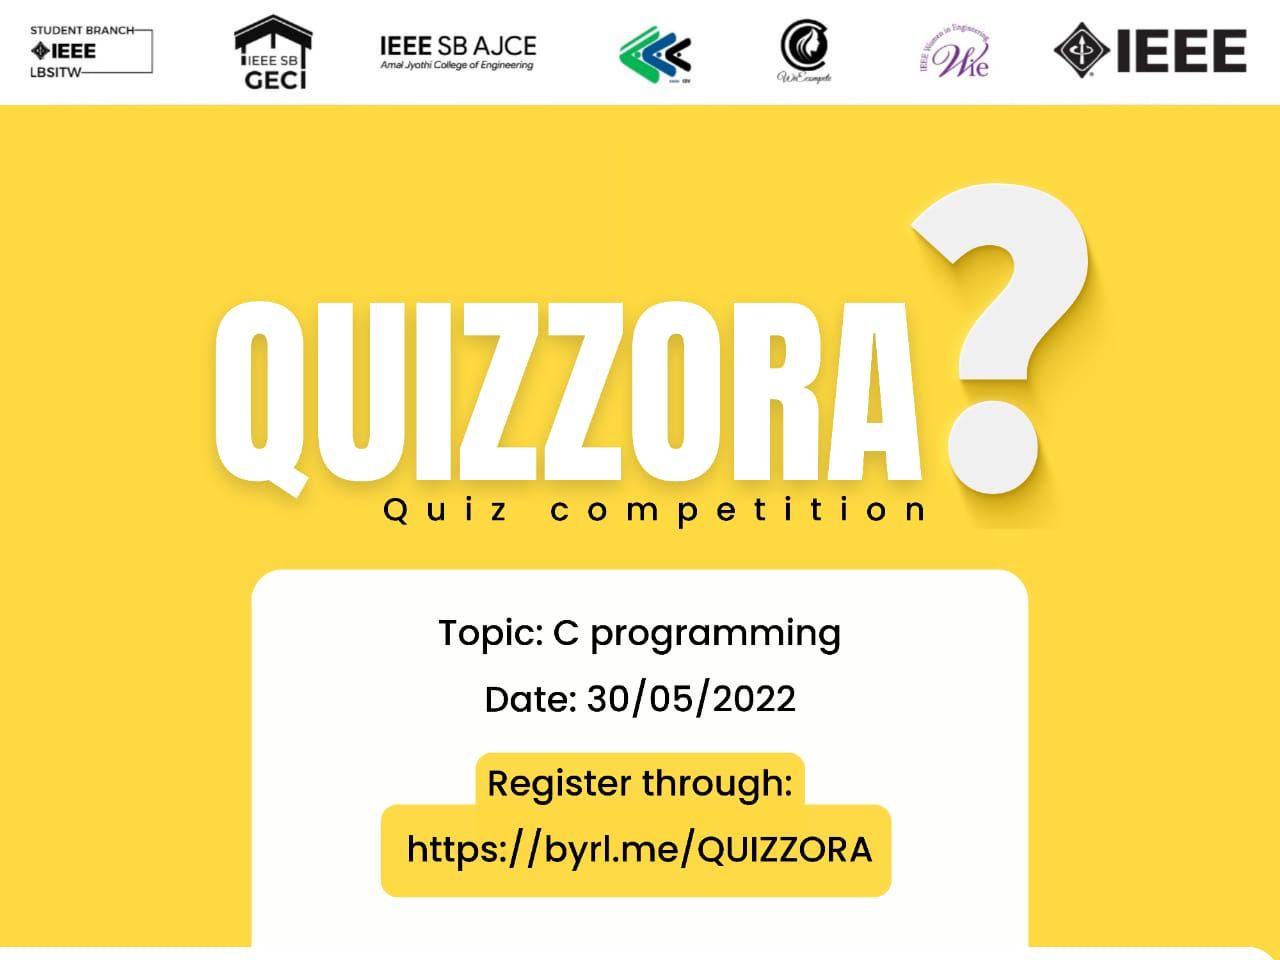 STUDENT BRANCH
IEEE
LBSITW
IEEE SB
GECI
IEEE SB AJCE
Amal Jyothi College of Engineering
WiEcompete
IEEE Women in Engineering
WiE
IEEE
QUIZZORA?
Quiz competition
Topic: C programming
Date: 30/05/2022
Register through:
https://byrl.me/QUIZZORA